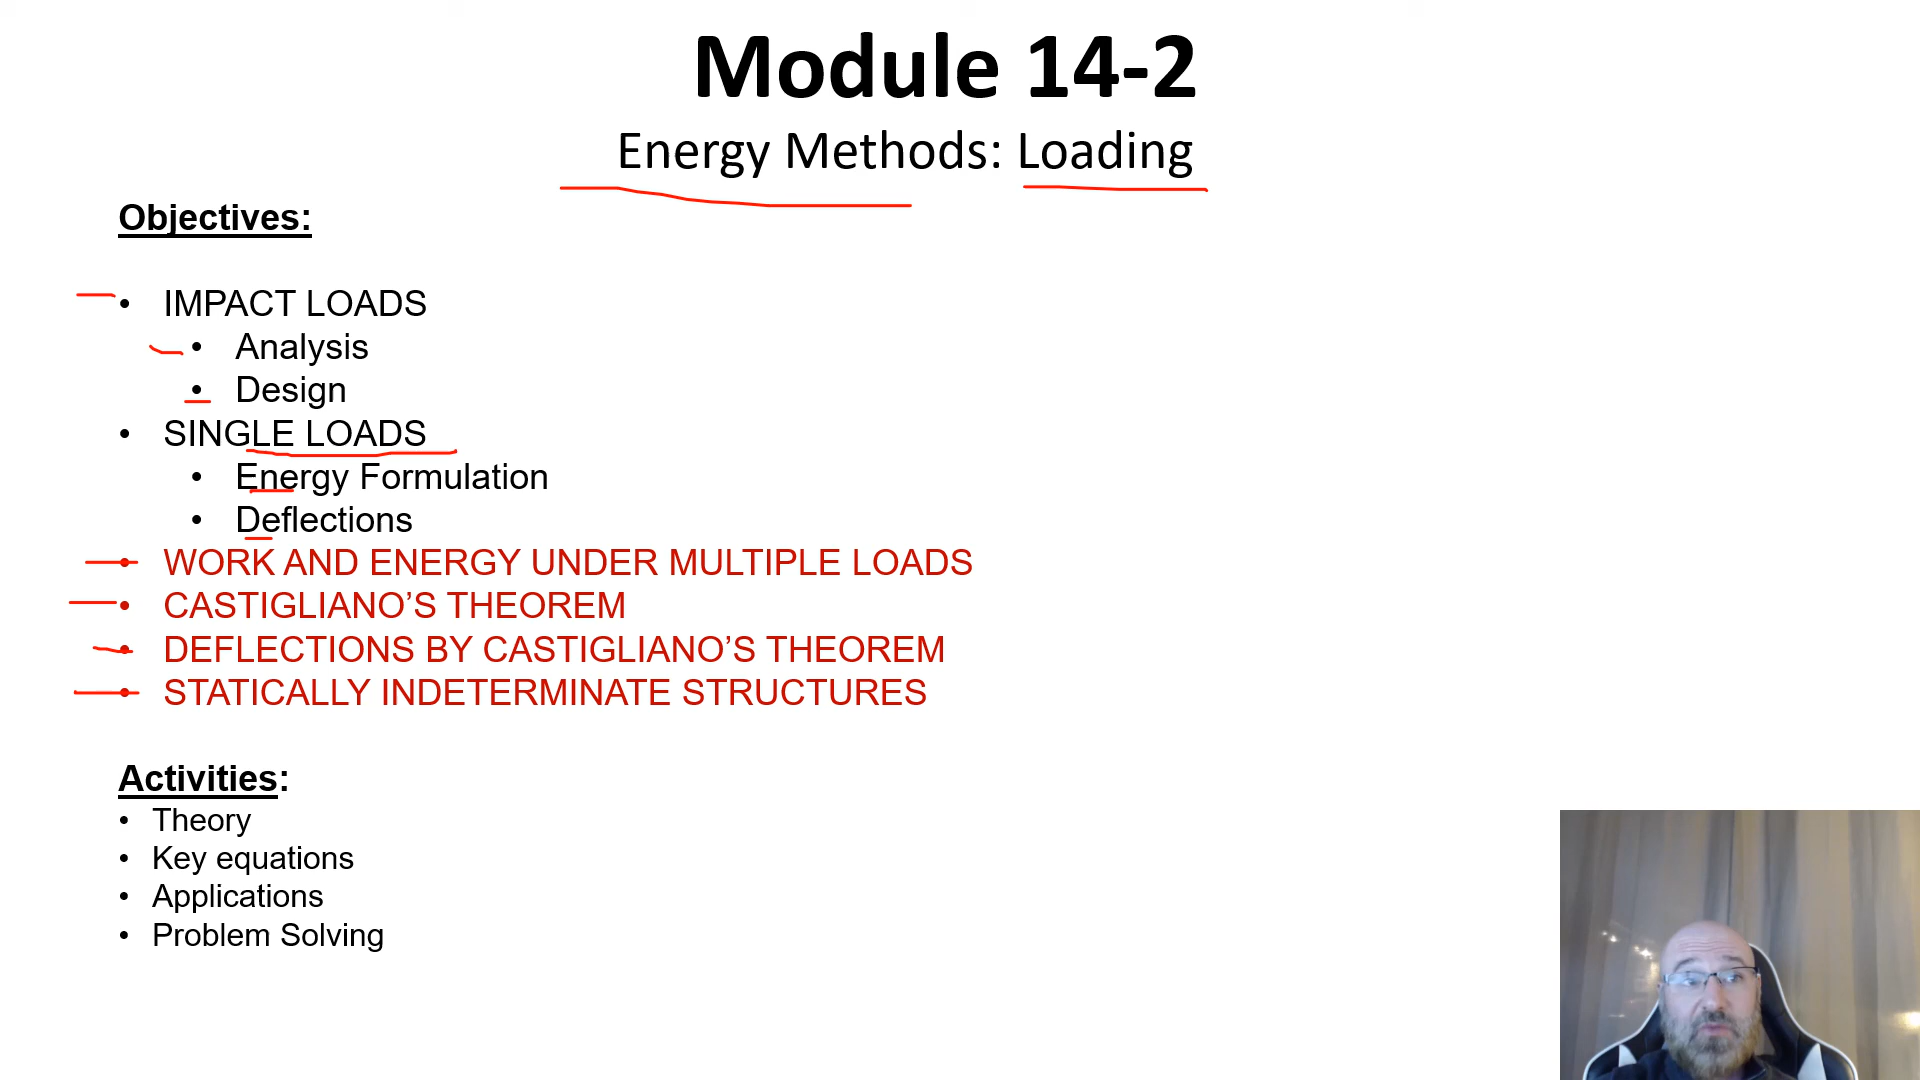 Module 14-2
Energy Methods: Loading
Objectives:
• IMPACT LOADS
• Analysis
• Design
• SINGLE LOADS
• Energy Formulation
• Deflections
• WORK AND ENERGY UNDER MULTIPLE LOADS
• CASTIGLIANO’S THEOREM
• DEFLECTIONS BY CASTIGLIANO’S THEOREM
• STATICALLY INDETERMINATE STRUCTURES
Activities:
• Theory
• Key equations
• Applications
• Problem Solving